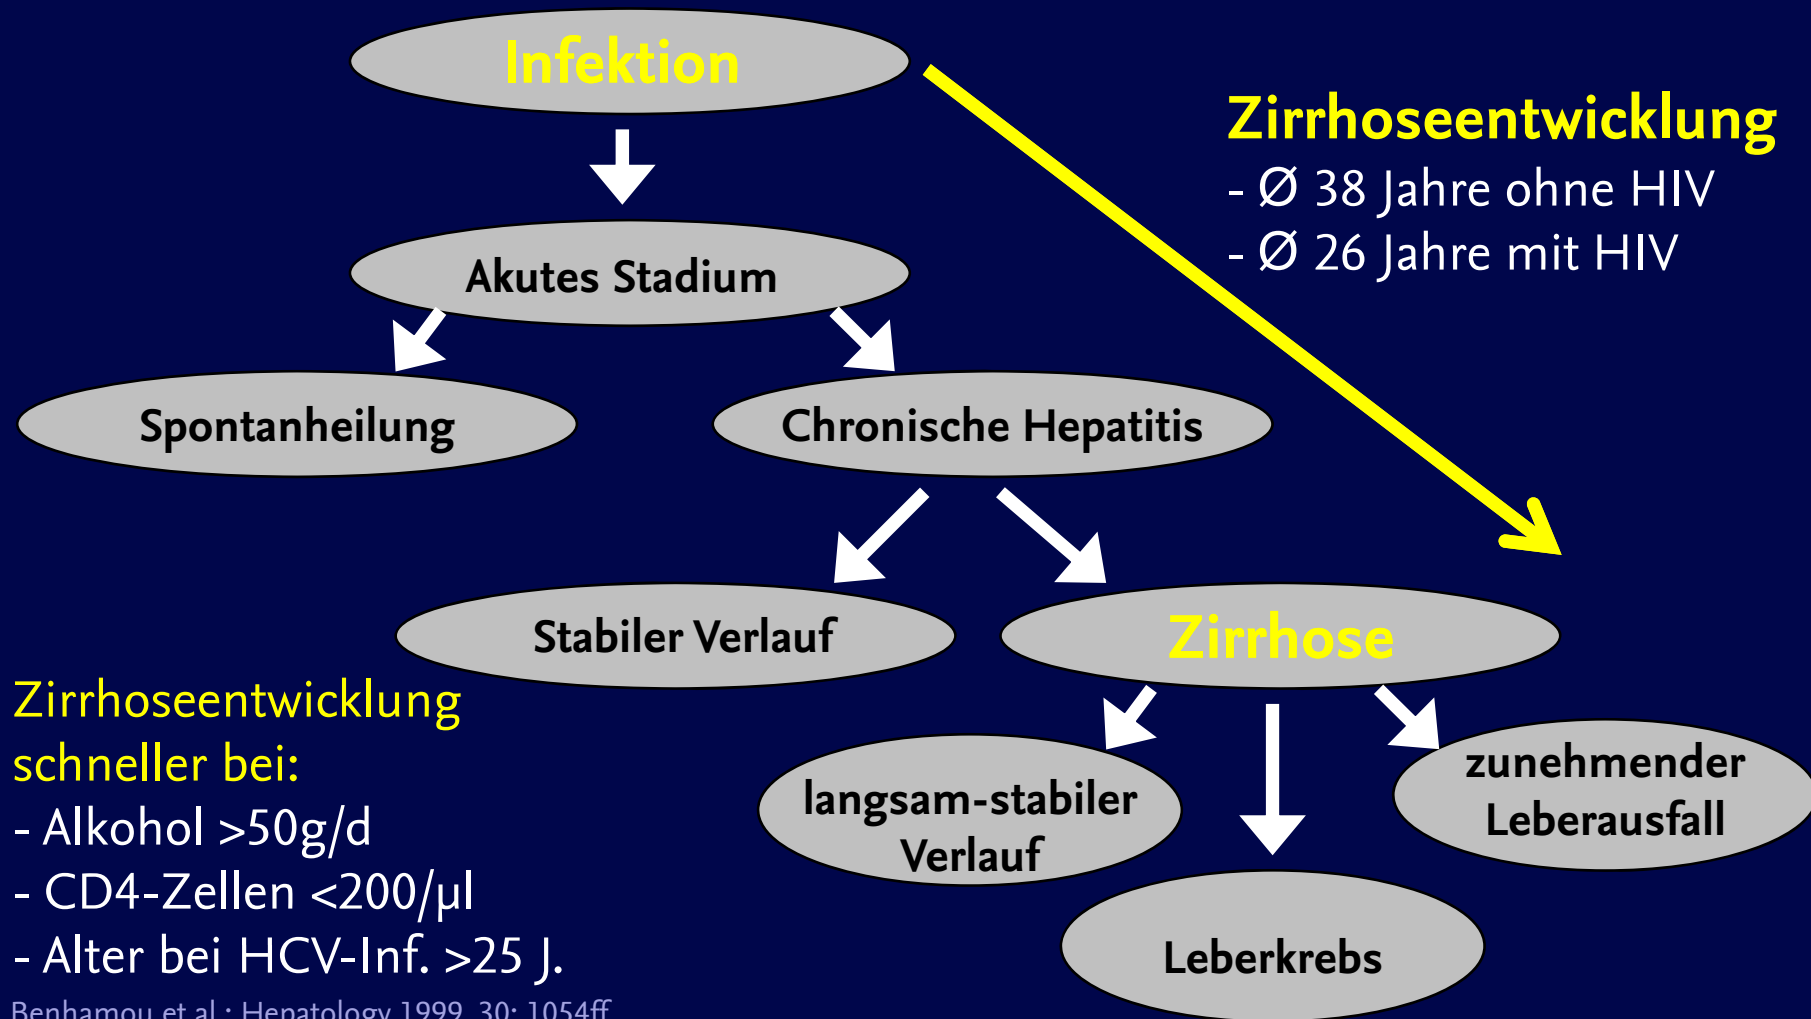 Infektion
Zirrhoseentwicklung
- Ø 38 Jahre ohne HIV
- Ø 26 Jahre mit HIV
Akutes Stadium
Spontanheilung
Chronische Hepatitis
Stabiler Verlauf
Zirrhose
Zirrhoseentwicklung
schneller bei:
- Alkohol >50g/d
- CD4-Zellen <200/µl
- Alter bei HCV-Inf. >25 J.
langsam-stabiler
Verlauf
zunehmender
Leberausfall
Leberkrebs
Benhamou et al.: Hepatology 1999, 30: 1054ff